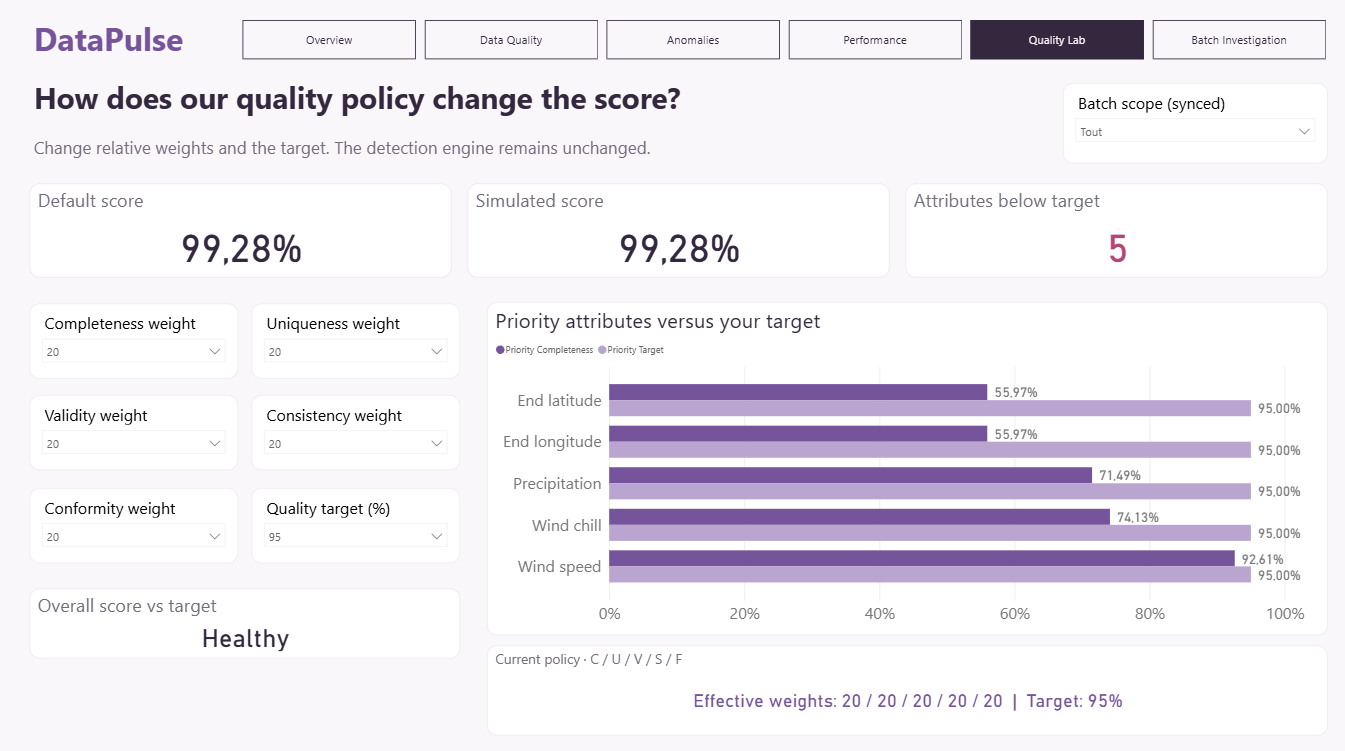 DataPulse
Overview
Data Quality
Anomalies
Performance
Quality Lab
Batch Investigation
How does our quality policy change the score?
Change relative weights and the target. The detection engine remains unchanged.
Batch scope (synced)
Tout
Default score
99,28%
Simulated score
99,28%
Attributes below target
5
Completeness weight
20
Uniqueness weight
20
Validity weight
20
Consistency weight
20
Conformity weight
20
Quality target (%)
95
Overall score vs target
Healthy
Priority attributes versus your target
Priority Completeness
Priority Target
End latitude
55,97%
95,00%
End longitude
55,97%
95,00%
Precipitation
71,49%
95,00%
Wind chill
74,13%
95,00%
Wind speed
92,61%
95,00%
0%
20%
40%
60%
80%
100%
Current policy · C / U / V / S / F
Effective weights: 20 / 20 / 20 / 20 / 20 | Target: 95%